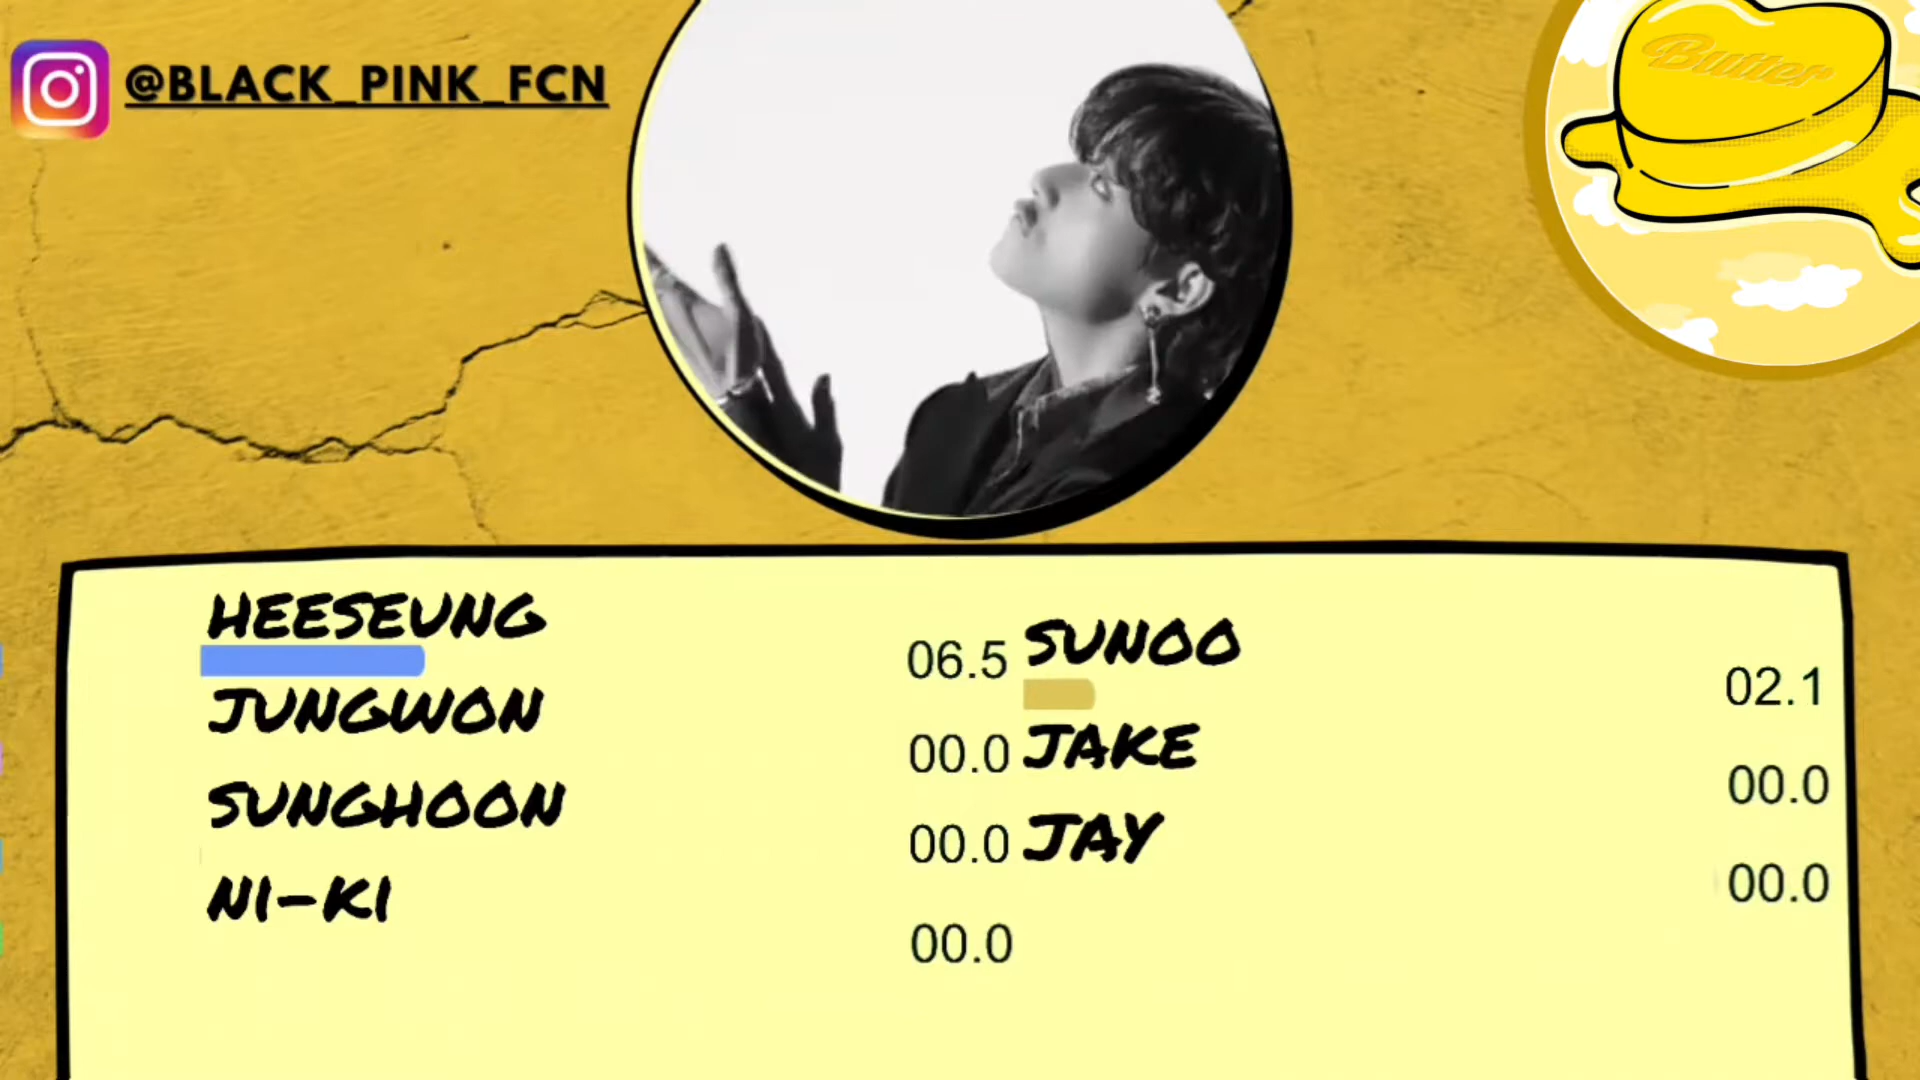 @BLACK_PINK_FCN
Butter
HEESEUNG
06.5
JUNGWON
00.0
SUNGHOON
00.0
NI-KI
00.0
SUNOO
02.1
JAKE
00.0
JAY
00.0